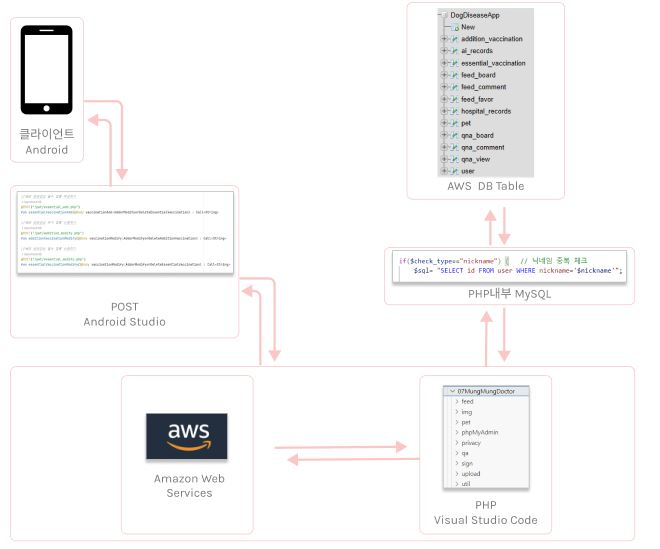 클라이언트
Android
DogDiseaseApp
New
addition_vaccination
ai_records
essential_vaccination
feed_board
feed_comment
feed_favor
hospital_records
pet
qna_board
qna_comment
qna_view
user
AWS DB Table
POST
Android Studio
if($check_type=="nickname") { // 닉네임 중복 체크
$sql= "SELECT id FROM user WHERE nickname='$nickname'";
PHP내부 MySQL
aws
Amazon Web
Services
07MungMungDoctor
feed
img
pet
phpMyAdmin
privacy
qa
sign
upload
util
PHP
Visual Studio Code